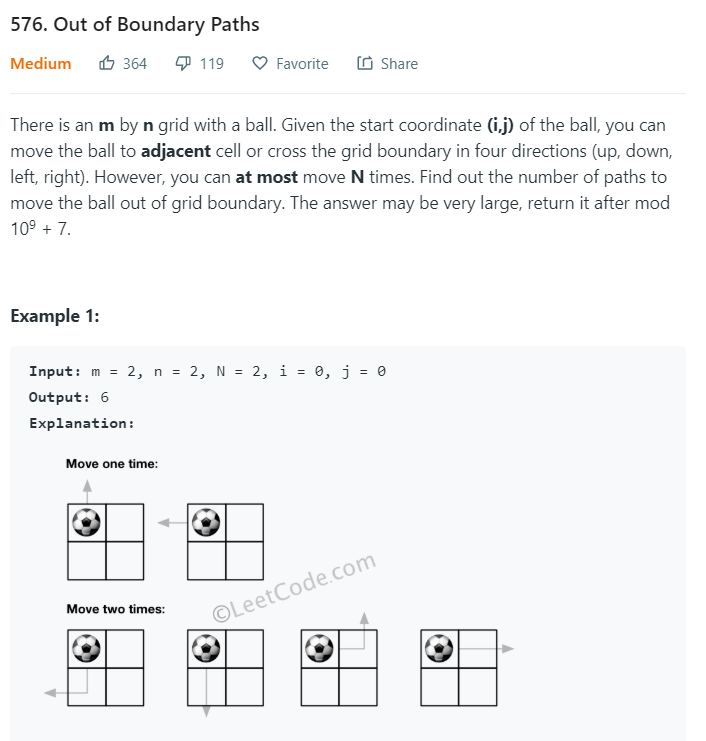 576. Out of Boundary Paths
Medium 364 119 Favorite Share
There is an m by n grid with a ball. Given the start coordinate (i,j) of the ball, you can
move the ball to adjacent cell or cross the grid boundary in four directions (up, down,
left, right). However, you can at most move N times. Find out the number of paths to
move the ball out of grid boundary. The answer may be very large, return it after mod
10⁹ + 7.
Example 1:
Input: m = 2, n = 2, N = 2, i = 0, j = 0
Output: 6
Explanation:
Move one time:
Move two times:
©LeetCode.com